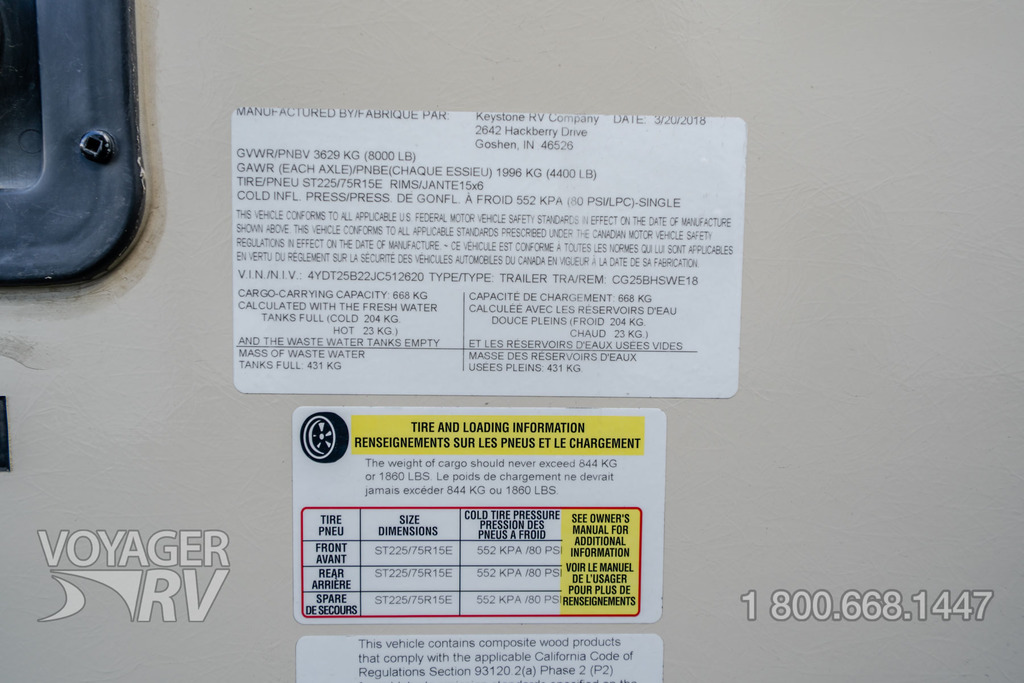 MANUFACTURED BY/FABRIQUE PAR: Keystone RV Company DATE: 3/20/2018
2642 Hackberry Drive
Goshen, IN 46526
GVWR/PNBV 3629 KG (8000 LB)
GAWR (EACH AXLE)/PNBE(CHAQUE ESSIEU) 1996 KG (4400 LB)
TIRE/PNEU ST225/75R15E RIMS/JANTE15x6
COLD INFL. PRESS/PRESS. DE GONFL. À FROID 552 KPA (80 PSI/LPC)-SINGLE
THIS VEHICLE CONFORMS TO ALL APPLICABLE U.S. FEDERAL MOTOR VEHICLE SAFETY STANDARDS IN EFFECT ON THE DATE OF MANUFACTURE
SHOWN ABOVE. THIS VEHICLE CONFORMS TO ALL APPLICABLE STANDARDS PRESCRIBED UNDER THE CANADIAN MOTOR VEHICLE SAFETY
REGULATIONS IN EFFECT ON THE DATE OF MANUFACTURE - CE VÉHICULE EST CONFORME À TOUTES LES NORMES QUI LUI SONT APPLICABLES
EN VERTU DU RÈGLEMENT SUR LA SÉCURITÉ DES VÉHICULES AUTOMOBILES DU CANADA EN VIGUEUR À LA DATE DE SA FABRICATION.
V.I.N./N.I.V.: 4YDT25B22JC512620 TYPE/TYPE: TRAILER TRA/REM: CG25BHSWE18
CARGO-CARRYING CAPACITY: 668 KG
CALCULATED WITH THE FRESH WATER
TANKS FULL (COLD 204 KG.
HOT 23 KG.)
AND THE WASTE WATER TANKS EMPTY
MASS OF WASTE WATER
TANKS FULL: 431 KG
CAPACITÉ DE CHARGEMENT: 668 KG
CALCULÉE AVEC LES RÉSERVOIRS D'EAU
DOUCE PLEINS (FROID 204 KG.
CHAUD 23 KG.)
ET LES RÉSERVOIRS D'EAUX USÉES VIDES
MASSE DES RÉSERVOIRS D'EAUX
USÉES PLEINS: 431 KG.
TIRE AND LOADING INFORMATION
RENSEIGNEMENTS SUR LES PNEUS ET LE CHARGEMENT
The weight of cargo should never exceed 844 KG
or 1860 LBS. Le poids de chargement ne devrait
jamais excéder 844 KG ou 1860 LBS.
TIRE
PNEU
SIZE
DIMENSIONS
COLD TIRE PRESSURE
PRESSION DES
PNEUS À FROID
FRONT
AVANT
ST225/75R15E 552 KPA /80 PSI
REAR
ARRIÈRE
ST225/75R15E 552 KPA /80 PSI
SPARE
DE SECOURS
ST225/75R15E 552 KPA /80 PSI
SEE OWNER'S
MANUAL FOR
ADDITIONAL
INFORMATION
VOIR LE MANUEL
DE L'USAGER
POUR PLUS DE
RENSEIGNEMENTS
This vehicle contains composite wood products
that comply with the applicable California Code of
Regulations Section 93120.2(a) Phase 2 (P2)
VOYAGER
RV
1 800.668.1447